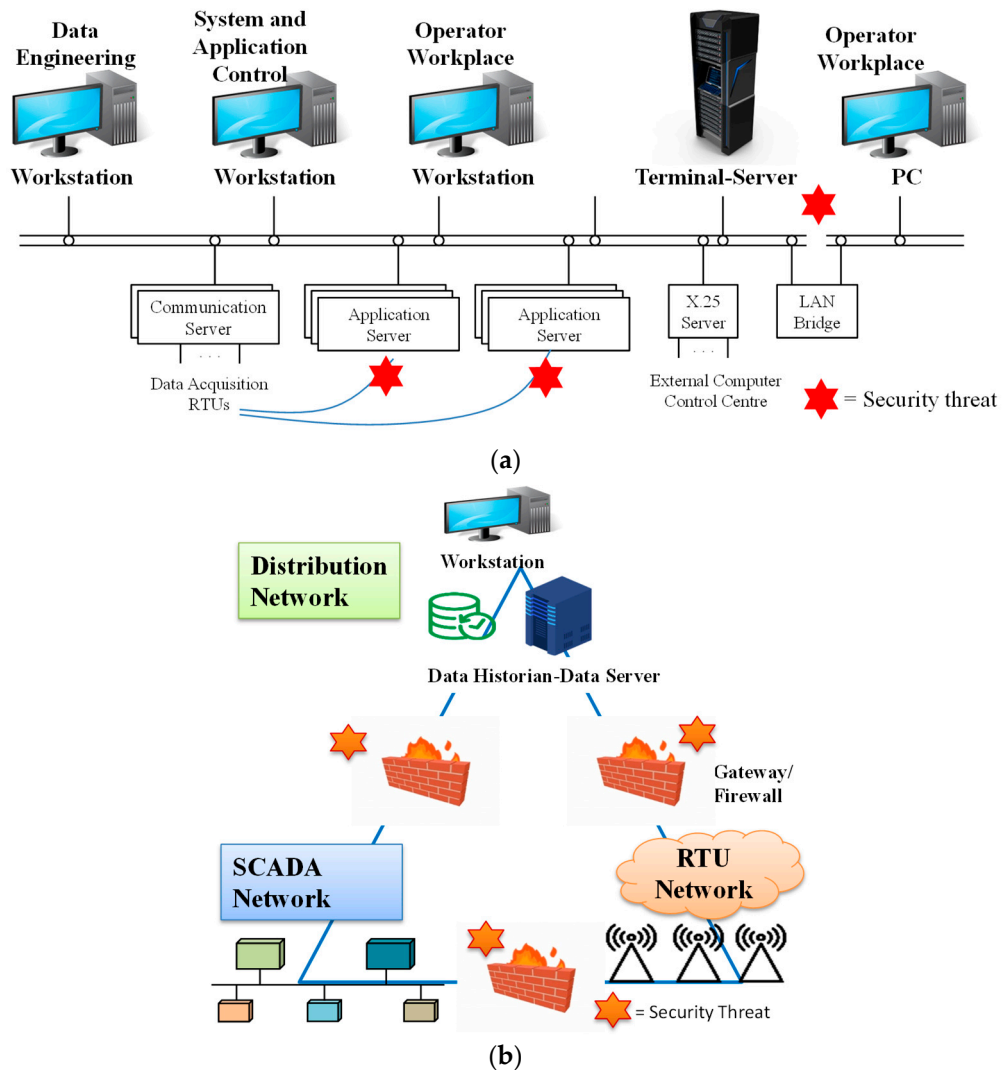 Data
Engineering
System and
Application
Control
Operator
Workplace
Operator
Workplace
Workstation
Workstation
Workstation
Terminal-Server
PC
Communication
Server
. . .
Data Acquisition
RTUs
Application
Server
Application
Server
X.25
Server
. . .
External Computer
Control Centre
LAN
Bridge
= Security threat
(a)
Workstation
Distribution
Network
Data Historian-Data Server
Gateway/
Firewall
SCADA
Network
RTU
Network
= Security Threat
(b)